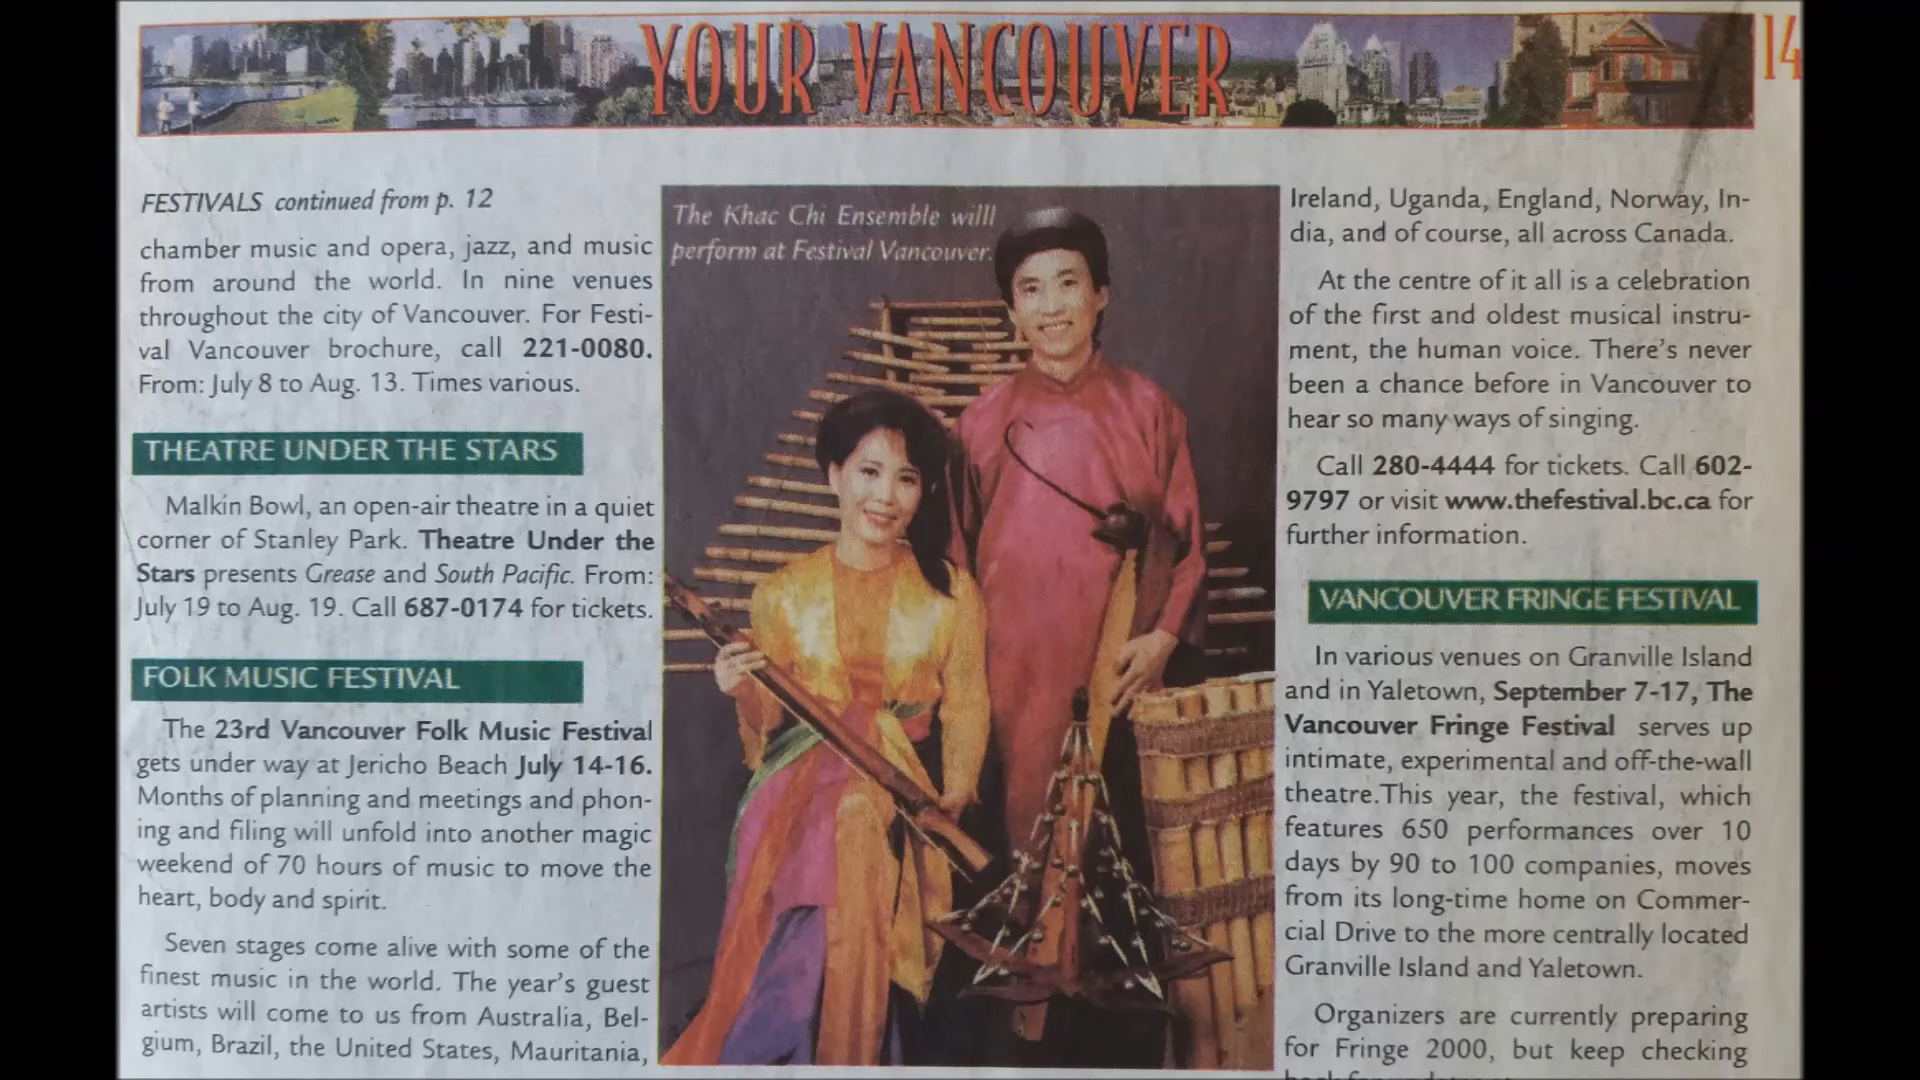 YOUR VANCOUVER
14
FESTIVALS continued from p. 12
chamber music and opera, jazz, and music
from around the world. In nine venues
throughout the city of Vancouver. For Festi-
val Vancouver brochure, call 221-0080.
From: July 8 to Aug. 13. Times various.
THEATRE UNDER THE STARS
Malkin Bowl, an open-air theatre in a quiet
corner of Stanley Park. Theatre Under the
Stars presents Grease and South Pacific. From:
July 19 to Aug. 19. Call 687-0174 for tickets.
FOLK MUSIC FESTIVAL
The 23rd Vancouver Folk Music Festival
gets under way at Jericho Beach July 14-16.
Months of planning and meetings and phon-
ing and filing will unfold into another magic
weekend of 70 hours of music to move the
heart, body and spirit.
Seven stages come alive with some of the
finest music in the world. The year's guest
artists will come to us from Australia, Bel-
gium, Brazil, the United States, Mauritania,
The Khac Chi Ensemble willl
perform at Festival Vancouver.
Ireland, Uganda, England, Norway, In-
dia, and of course, all across Canada.
At the centre of it all is a celebration
of the first and oldest musical instru-
ment, the human voice. There's never
been a chance before in Vancouver to
hear so many ways of singing.
Call 280-4444 for tickets. Call 602-
9797 or visit www.thefestival.bc.ca for
further information.
VANCOUVER FRINGE FESTIVAL
In various venues on Granville Island
and in Yaletown, September 7-17, The
Vancouver Fringe Festival serves up
intimate, experimental and off-the-wall
theatre.This year, the festival, which
features 650 performances over 10
days by 90 to 100 companies, moves
from its long-time home on Commer-
cial Drive to the more centrally located
Granville Island and Yaletown.
Organizers are currently preparing
for Fringe 2000, but keep checking